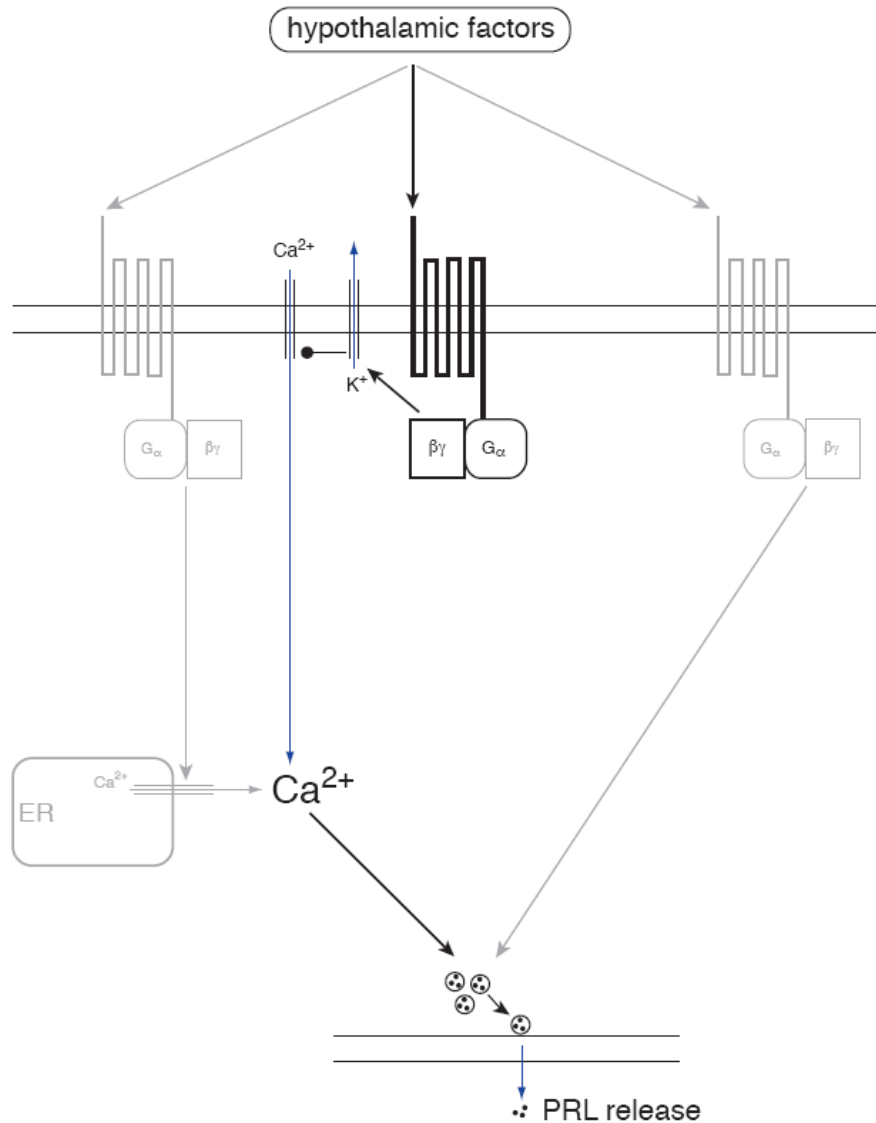 hypothalamic factors
Ca²⁺
K⁺
Gα
βγ
βγ
Gα
Gα
βγ
Ca²⁺
ER
Ca²⁺
PRL release